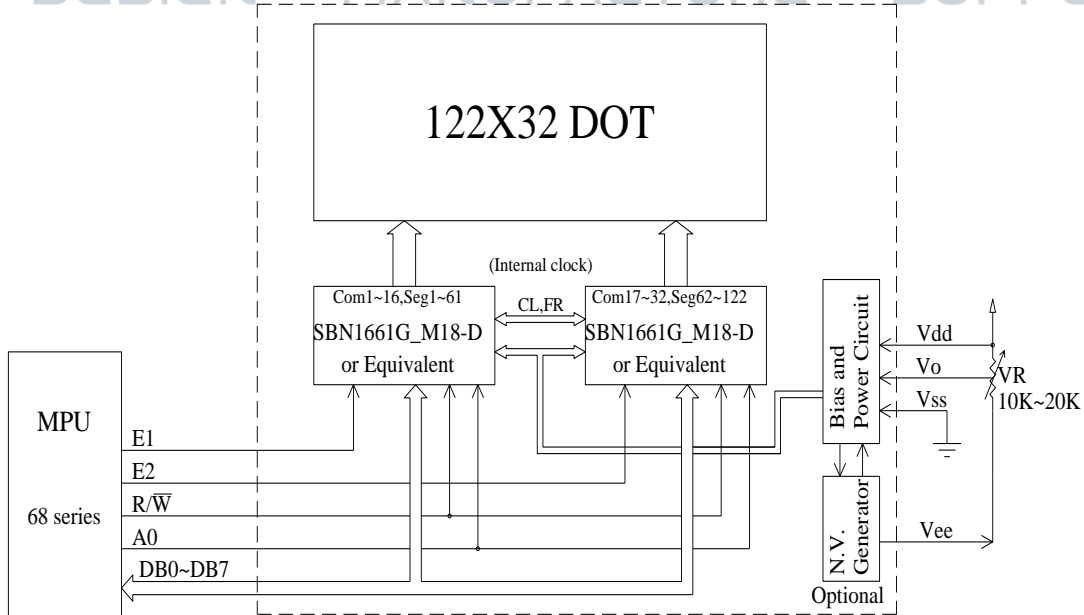 122X32 DOT
(Internal clock)
Com1~16,Seg1~61
SBN1661G_M18-D
or Equivalent
CL,FR
Com17~32,Seg62~122
SBN1661G_M18-D
or Equivalent
Bias and
Power Circuit
Vdd
Vo
Vss
VR
10K~20K
MPU
68 series
E1
E2
R/W̅
A0
DB0~DB7
N.V.
Generator
Vee
Optional